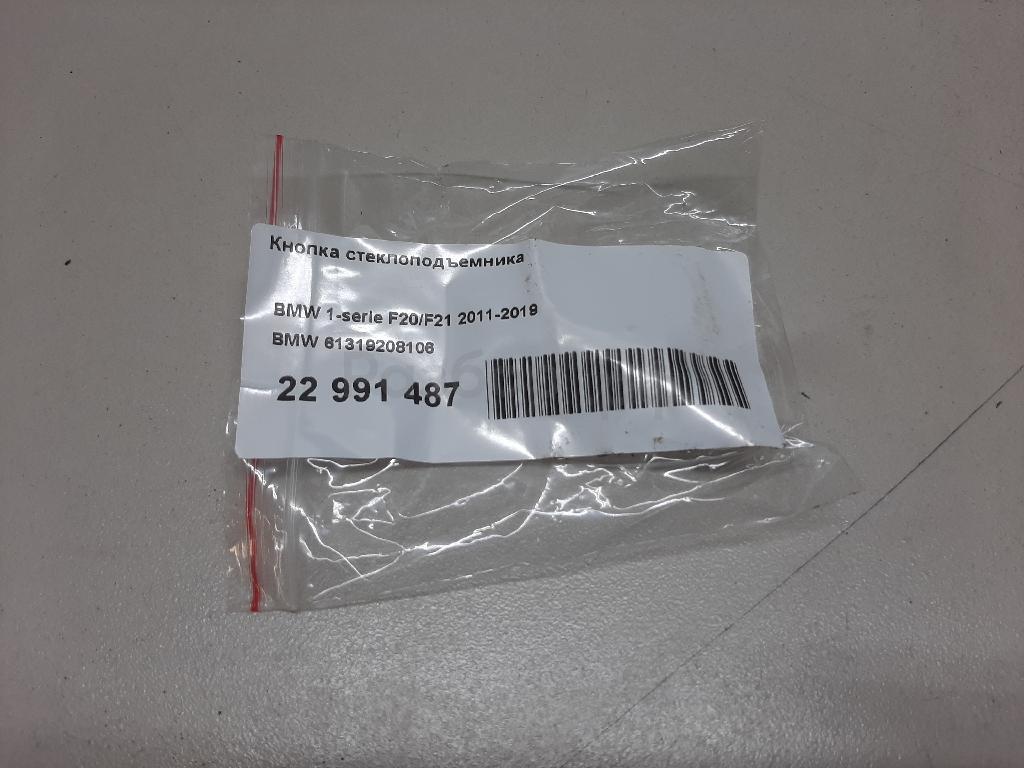 Кнопка стеклоподъемника
BMW 1-serie F20/F21 2011-2019
BMW 61319208106
22 991 487